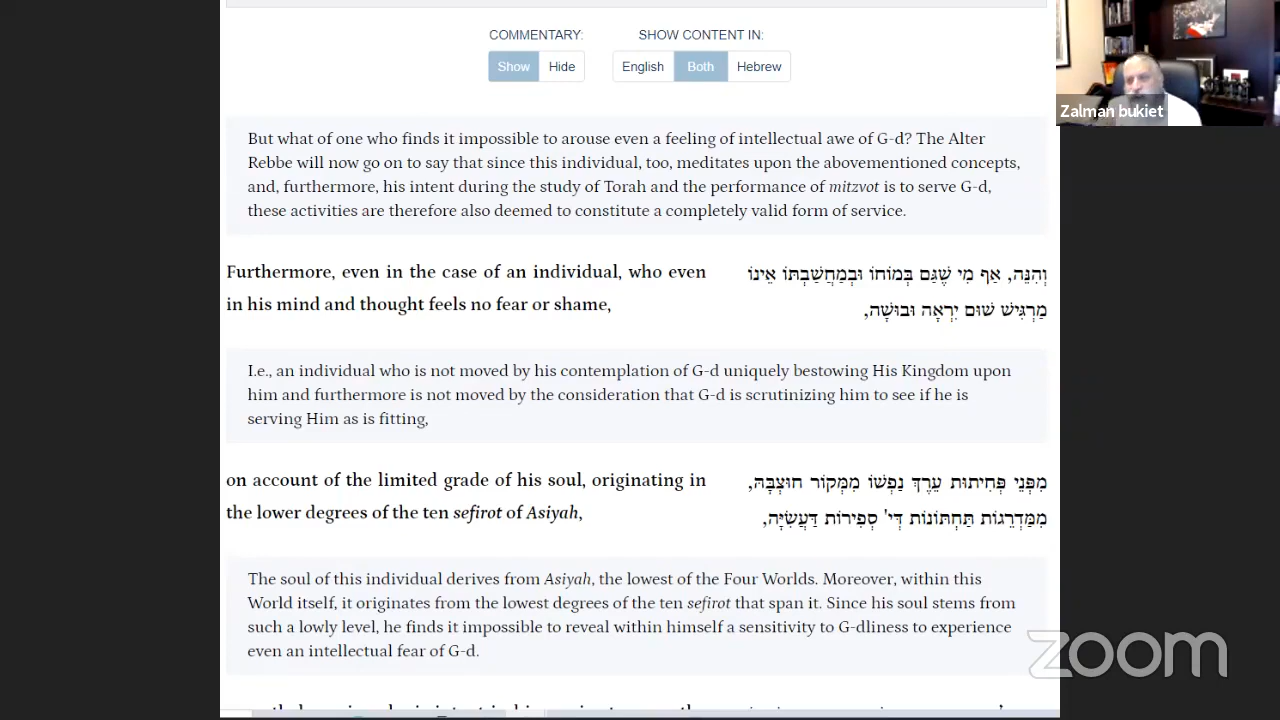 COMMENTARY:
SHOW CONTENT IN:
Show
Hide
English
Both
Hebrew
Zalman bukiet
But what of one who finds it impossible to arouse even a feeling of intellectual awe of G-d? The Alter
Rebbe will now go on to say that since this individual, too, meditates upon the abovementioned concepts,
and, furthermore, his intent during the study of Torah and the performance of mitzvot is to serve G-d,
these activities are therefore also deemed to constitute a completely valid form of service.
Furthermore, even in the case of an individual, who even
in his mind and thought feels no fear or shame,
וְהִנֵּה, אַף מִי שֶׁגַּם בְּמוֹחוֹ וּבְמַחֲשַׁבְתּוֹ אֵינוֹ
מַרְגִּישׁ שׁוּם יִרְאָה וּבוּשָׁה,
I.e., an individual who is not moved by his contemplation of G-d uniquely bestowing His Kingdom upon
him and furthermore is not moved by the consideration that G-d is scrutinizing him to see if he is
serving Him as is fitting,
on account of the limited grade of his soul, originating in
the lower degrees of the ten sefirot of Asiyah,
מִפְּנֵי פְּחִיתוּת עֵרֶךְ נַפְשׁוֹ מִמְּקוֹר חוּצְבָּהּ,
מִמַּדְרֵגוֹת תַּחְתּוֹנוֹת דְּי' סְפִירוֹת דַּעֲשִׂיָּה,
The soul of this individual derives from Asiyah, the lowest of the Four Worlds. Moreover, within this
World itself, it originates from the lowest degrees of the ten sefirot that span it. Since his soul stems from
such a lowly level, he finds it impossible to reveal within himself a sensitivity to G-dliness to experience
even an intellectual fear of G-d.
zoom